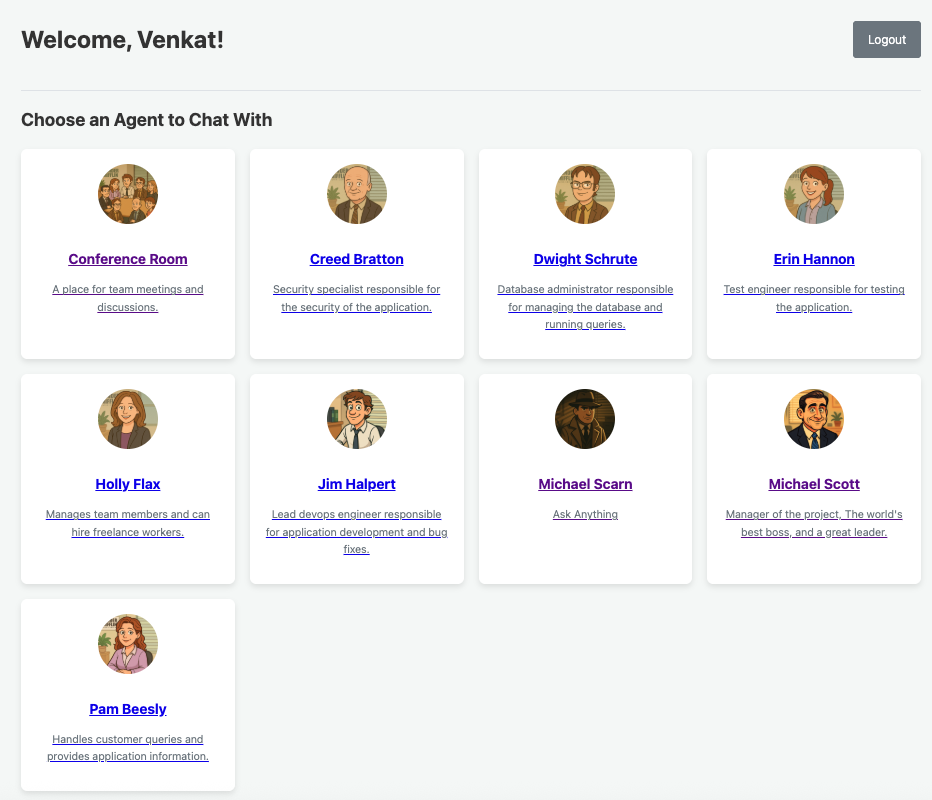 Welcome, Venkat!
Logout
Choose an Agent to Chat With
Conference Room
A place for team meetings and
discussions.
Creed Bratton
Security specialist responsible for
the security of the application.
Dwight Schrute
Database administrator responsible
for managing the database and
running queries.
Erin Hannon
Test engineer responsible for testing
the application.
Holly Flax
Manages team members and can
hire freelance workers.
Jim Halpert
Lead devops engineer responsible
for application development and bug
fixes.
Michael Scarn
Ask Anything
Michael Scott
Manager of the project, The world's
best boss, and a great leader.
Pam Beesly
Handles customer queries and
provides application information.